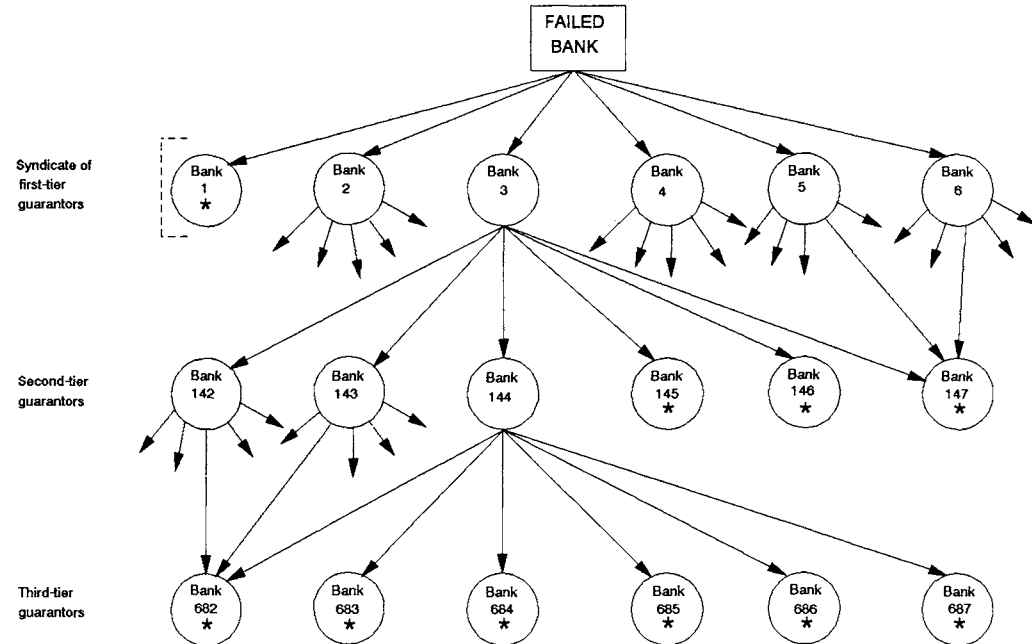 FAILED
BANK
Syndicate of
first-tier
guarantors
Bank
1
*
Bank
2
Bank
3
Bank
4
Bank
5
Bank
6
Second-tier
guarantors
Bank
142
Bank
143
Bank
144
Bank
145
*
Bank
146
*
Bank
147
*
Third-tier
guarantors
Bank
682
*
Bank
683
*
Bank
684
*
Bank
685
*
Bank
686
*
Bank
687
*